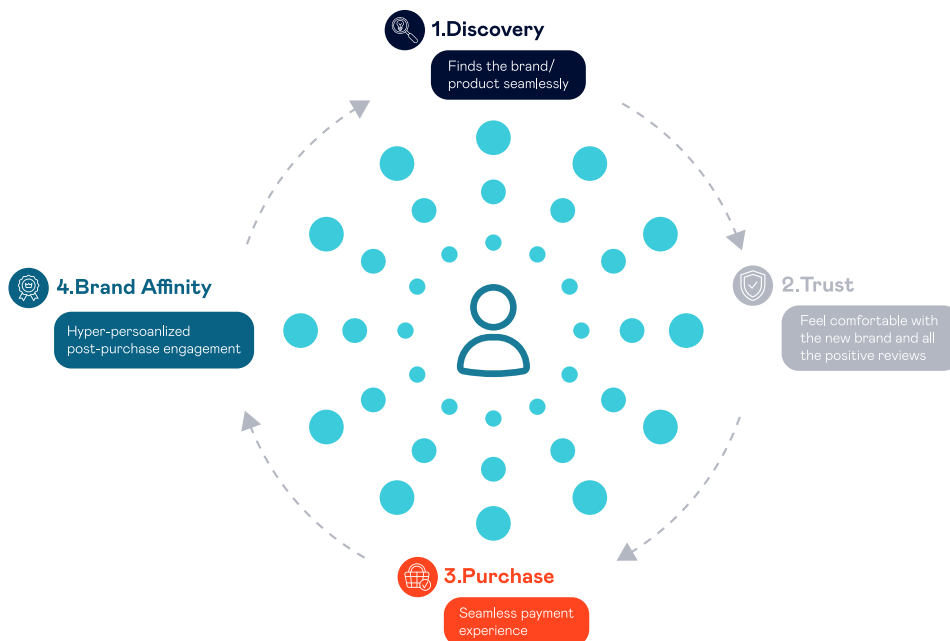 1.Discovery
Finds the brand/
product seamlessly
2.Trust
Feel comfortable with
the new brand and all
the positive reviews
3.Purchase
Seamless payment
experience
4.Brand Affinity
Hyper-persoanlized
post-purchase engagement